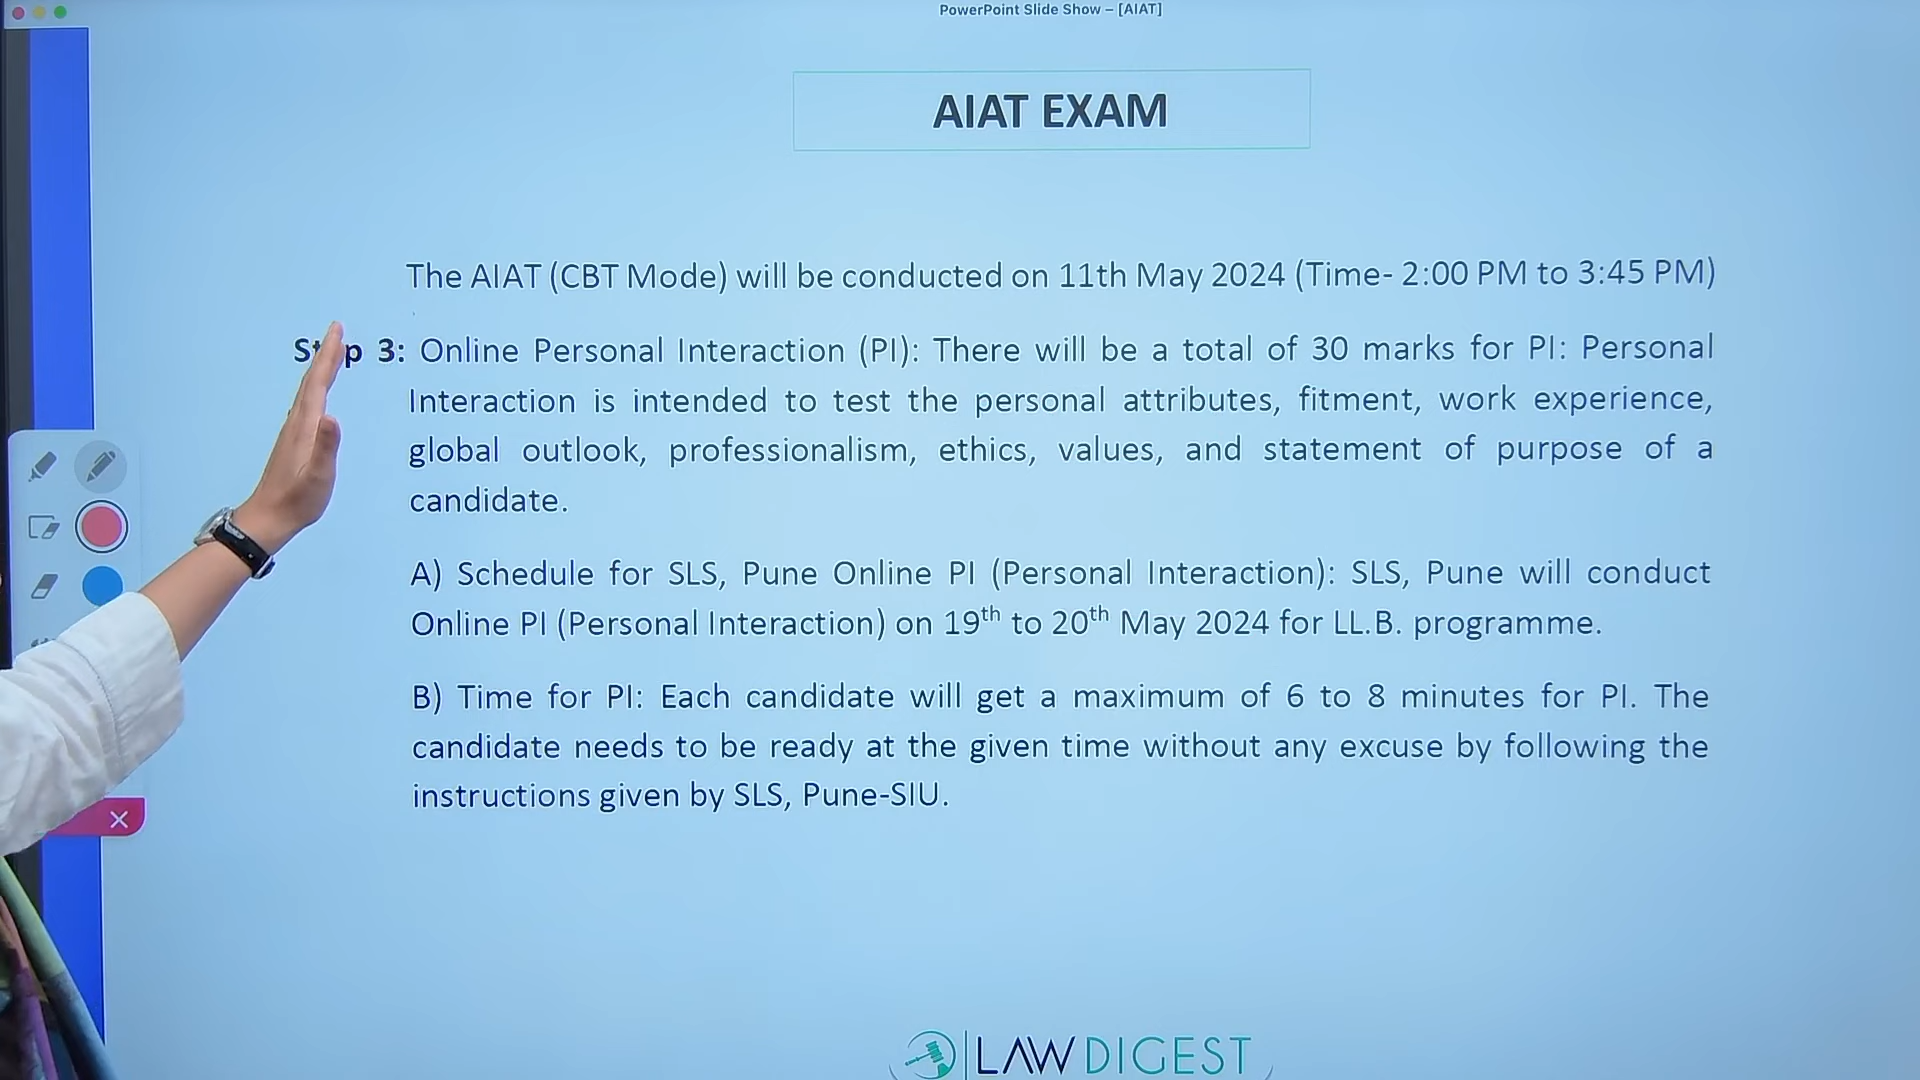 PowerPoint Slide Show – [AIAT]
AIAT EXAM
The AIAT (CBT Mode) will be conducted on 11th May 2024 (Time- 2:00 PM to 3:45 PM)
Step 3: Online Personal Interaction (PI): There will be a total of 30 marks for PI: Personal
Interaction is intended to test the personal attributes, fitment, work experience,
global outlook, professionalism, ethics, values, and statement of purpose of a
candidate.
A) Schedule for SLS, Pune Online PI (Personal Interaction): SLS, Pune will conduct
Online PI (Personal Interaction) on 19th to 20th May 2024 for LL.B. programme.
B) Time for PI: Each candidate will get a maximum of 6 to 8 minutes for PI. The
candidate needs to be ready at the given time without any excuse by following the
instructions given by SLS, Pune-SIU.
LAW DIGEST